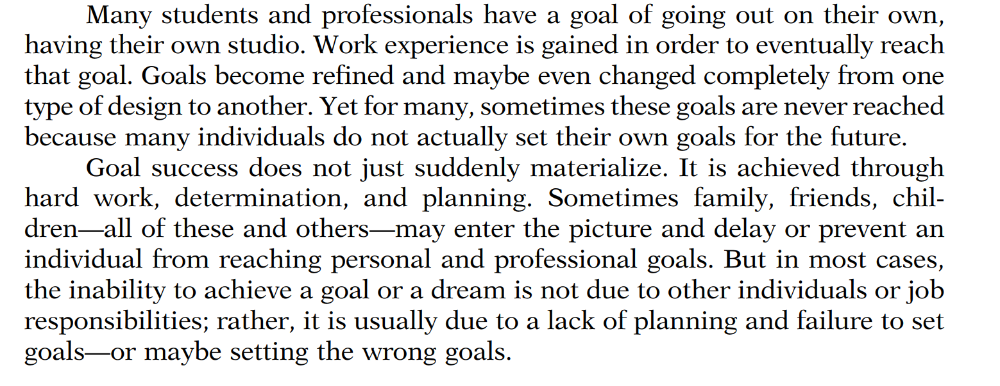 Many students and professionals have a goal of going out on their own,
having their own studio. Work experience is gained in order to eventually reach
that goal. Goals become refined and maybe even changed completely from one
type of design to another. Yet for many, sometimes these goals are never reached
because many individuals do not actually set their own goals for the future.
Goal success does not just suddenly materialize. It is achieved through
hard work, determination, and planning. Sometimes family, friends, chil-
dren—all of these and others—may enter the picture and delay or prevent an
individual from reaching personal and professional goals. But in most cases,
the inability to achieve a goal or a dream is not due to other individuals or job
responsibilities; rather, it is usually due to a lack of planning and failure to set
goals—or maybe setting the wrong goals.